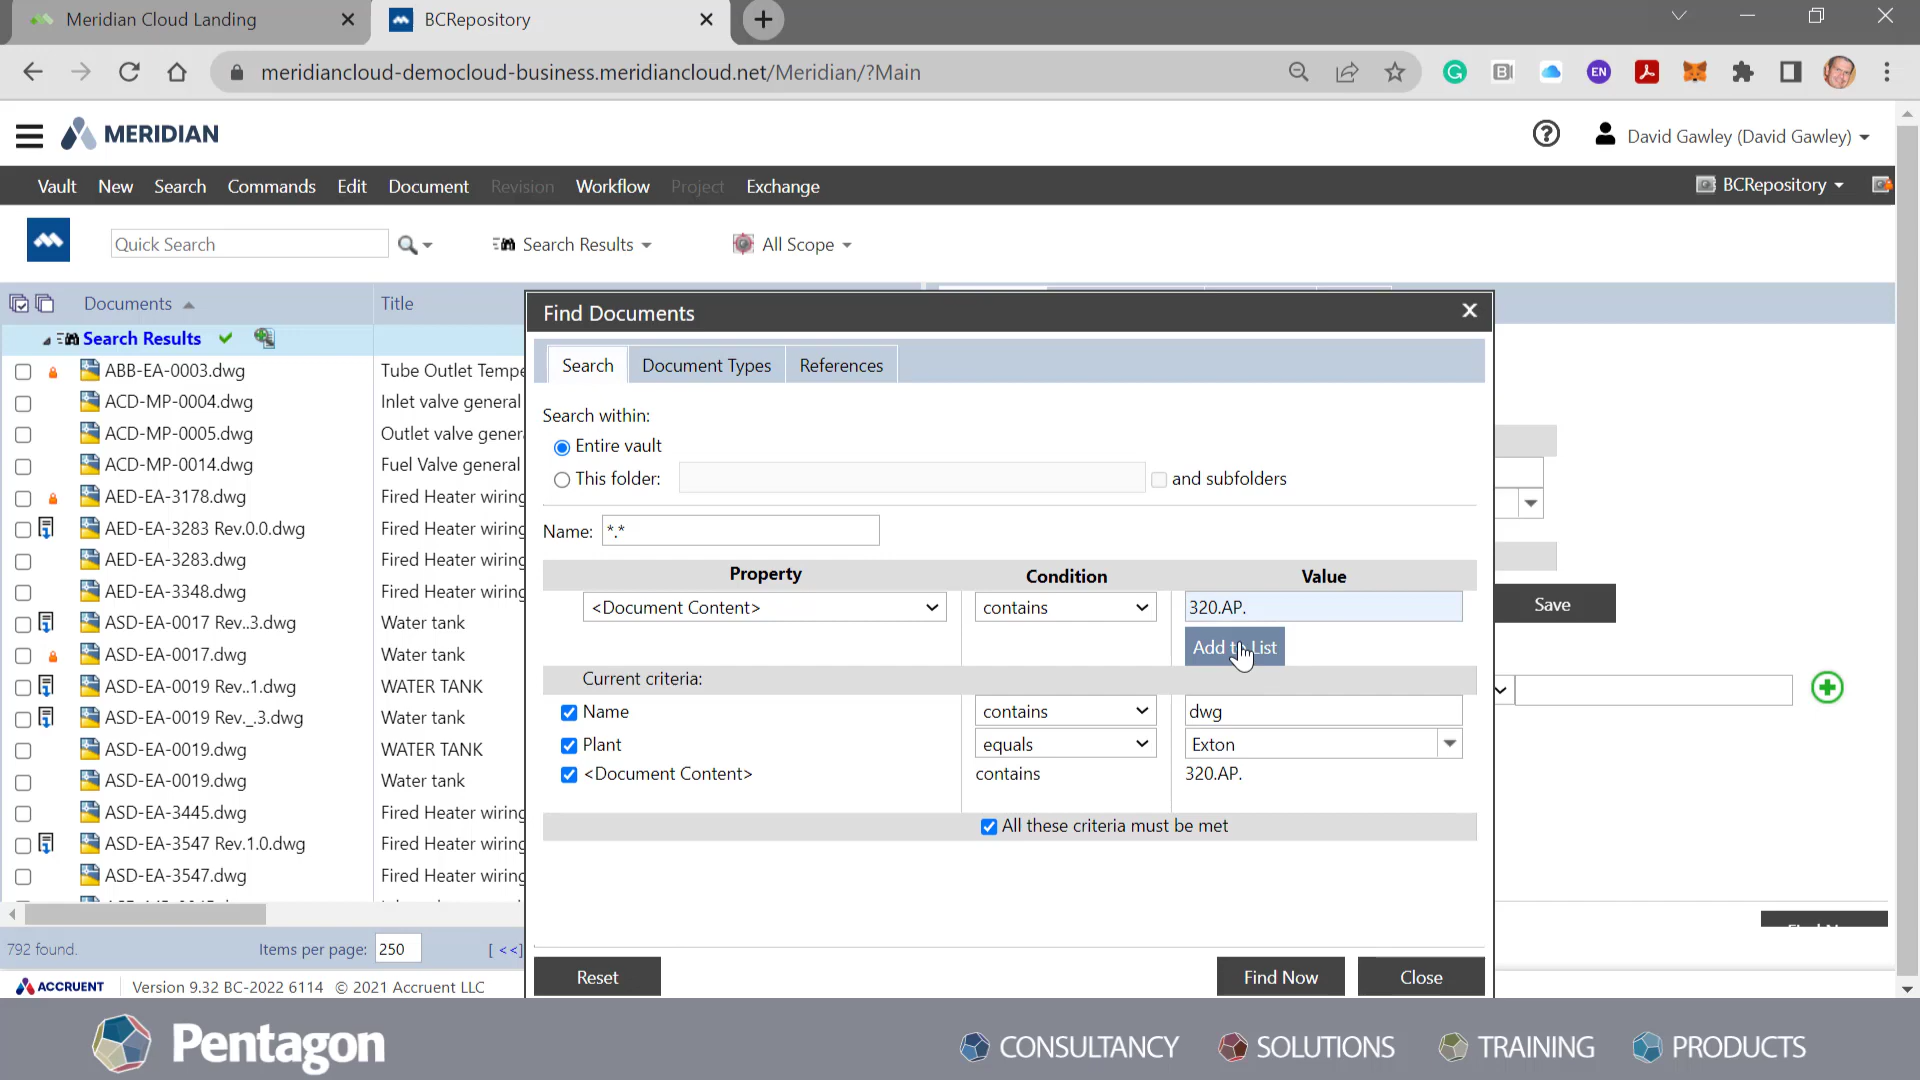 Meridian Cloud Landing
BCRepository
meridiancloud-democloud-business.meridiancloud.net/Meridian/?Main
EN
MERIDIAN
David Gawley (David Gawley)
Vault New Search Commands Edit Document Revision Workflow Project Exchange
BCRepository
Quick Search
Search Results
All Scope
Documents
Title
Search Results
ABB-EA-0003.dwg Tube Outlet Tempe
ACD-MP-0004.dwg Inlet valve general
ACD-MP-0005.dwg Outlet valve gener
ACD-MP-0014.dwg Fuel Valve general
AED-EA-3178.dwg Fired Heater wiring
AED-EA-3283 Rev.0.0.dwg Fired Heater wiring
AED-EA-3283.dwg Fired Heater wiring
AED-EA-3348.dwg Fired Heater wiring
ASD-EA-0017 Rev..3.dwg Water tank
ASD-EA-0017.dwg Water tank
ASD-EA-0019 Rev..1.dwg WATER TANK
ASD-EA-0019 Rev._.3.dwg Water tank
ASD-EA-0019.dwg WATER TANK
ASD-EA-0019.dwg Water tank
ASD-EA-3445.dwg Fired Heater wiring
ASD-EA-3547 Rev.1.0.dwg Fired Heater wiring
ASD-EA-3547.dwg Fired Heater wiring
792 found.
Items per page: 250
[ <<]
ACCRUENT
Version 9.32 BC-2022 6114 © 2021 Accruent LLC
Find Documents
Search Document Types References
Search within:
Entire vault
This folder:
and subfolders
Name: *.*
Property Condition Value
<Document Content> contains 320.AP.
Add to List
Current criteria:
Name contains dwg
Plant equals Exton
<Document Content> contains 320.AP.
All these criteria must be met
Reset
Find Now
Close
Save
Pentagon
CONSULTANCY
SOLUTIONS
TRAINING
PRODUCTS